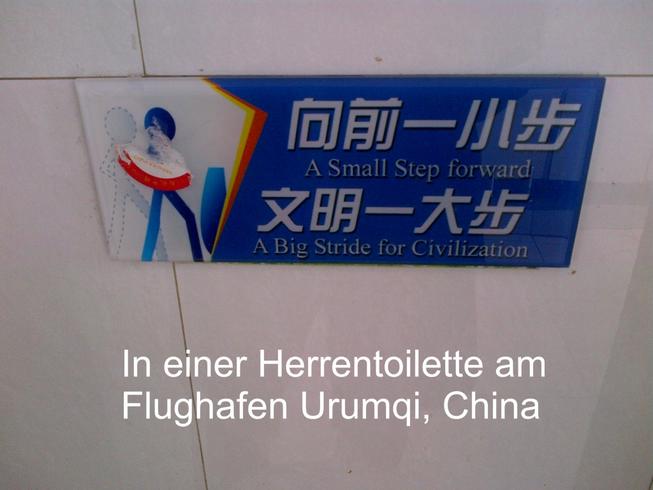 向前一小步
A Small Step forward
文明一大步
A Big Stride for Civilization
In einer Herrentoilette am
Flughafen Urumqi, China